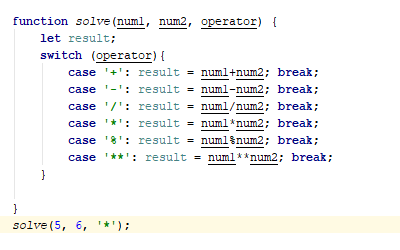 function solve(num1, num2, operator) {
    let result;
    switch (operator){
        case '+': result = num1+num2; break;
        case '-': result = num1-num2; break;
        case '/': result = num1/num2; break;
        case '*': result = num1*num2; break;
        case '%': result = num1%num2; break;
        case '**': result = num1**num2; break;
    }

}
solve(5, 6, '*');